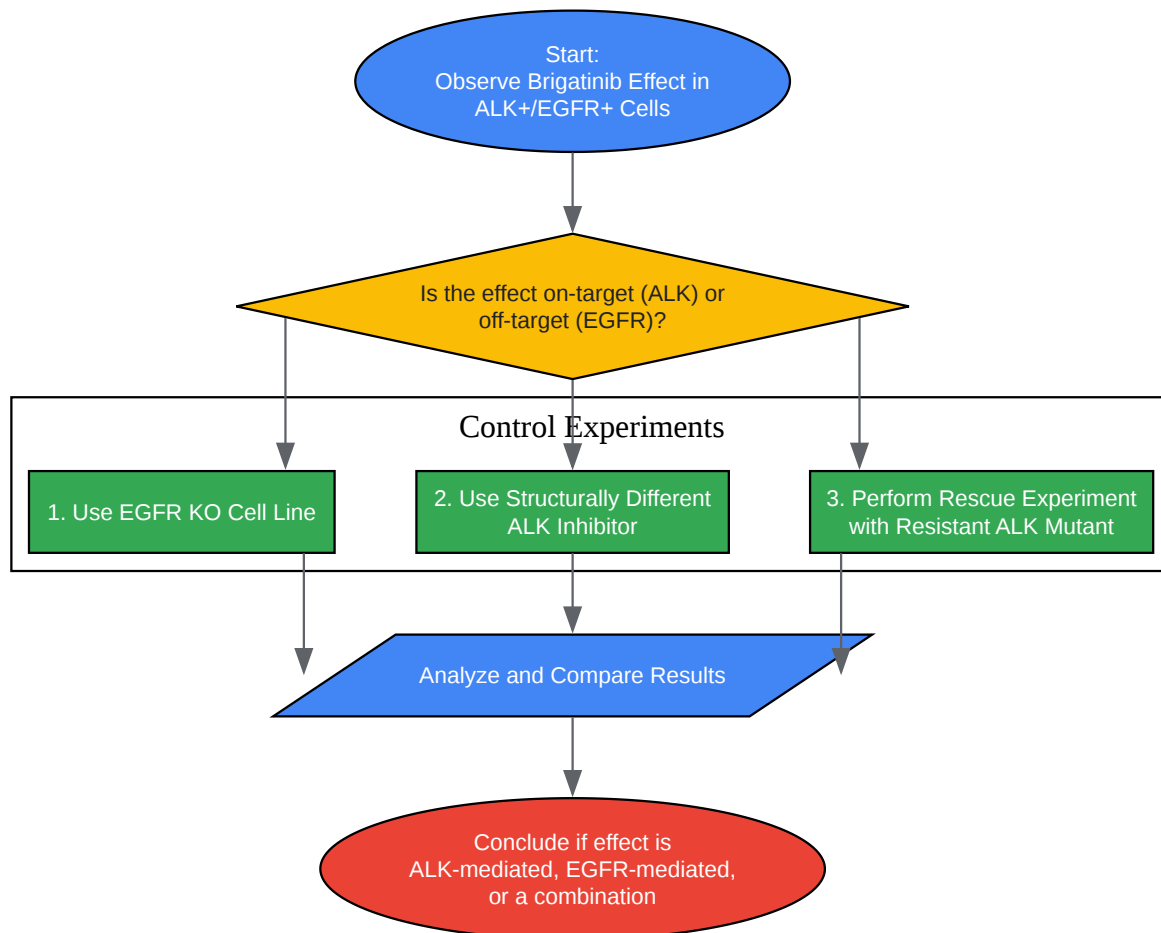 Start:
Observe Brigatinib Effect in
ALK+/EGFR+ Cells
Is the effect on-target (ALK) or
off-target (EGFR)?
Control Experiments
1. Use EGFR KO Cell Line
2. Use Structurally Different
ALK Inhibitor
3. Perform Rescue Experiment
with Resistant ALK Mutant
Analyze and Compare Results
Conclude if effect is
ALK-mediated, EGFR-mediated,
or a combination